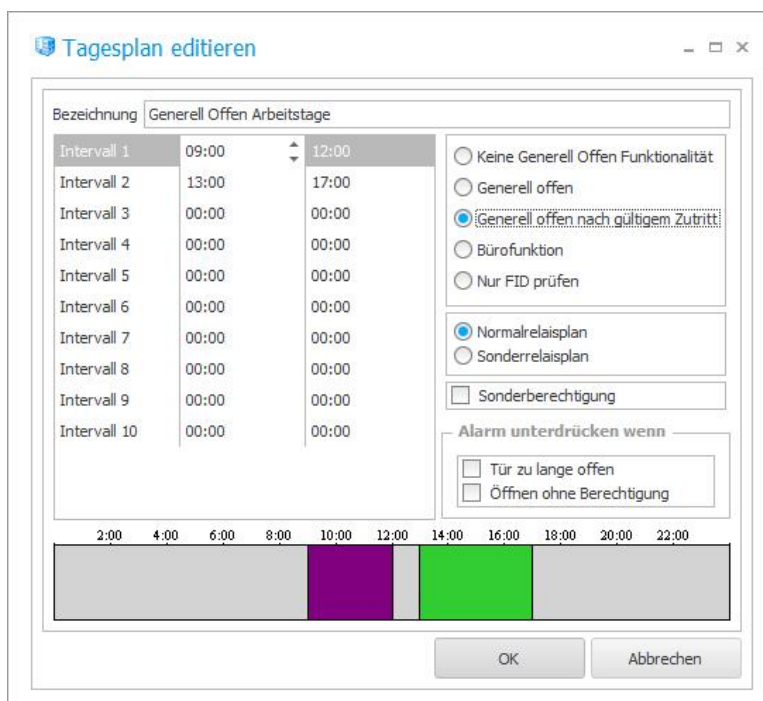 Tagesplan editieren
Bezeichnung Generell Offen Arbeitstage
Intervall 1 09:00 12:00
Intervall 2 13:00 17:00
Intervall 3 00:00 00:00
Intervall 4 00:00 00:00
Intervall 5 00:00 00:00
Intervall 6 00:00 00:00
Intervall 7 00:00 00:00
Intervall 8 00:00 00:00
Intervall 9 00:00 00:00
Intervall 10 00:00 00:00
Keine Generell Offen Funktionalität
Generell offen
Generell offen nach gültigem Zutritt
Bürofunktion
Nur FID prüfen
Normalrelaisplan
Sonderrelaisplan
Sonderberechtigung
Alarm unterdrücken wenn
Tür zu lange offen
Öffnen ohne Berechtigung
2:00 4:00 6:00 8:00 10:00 12:00 14:00 16:00 18:00 20:00 22:00
OK Abbrechen